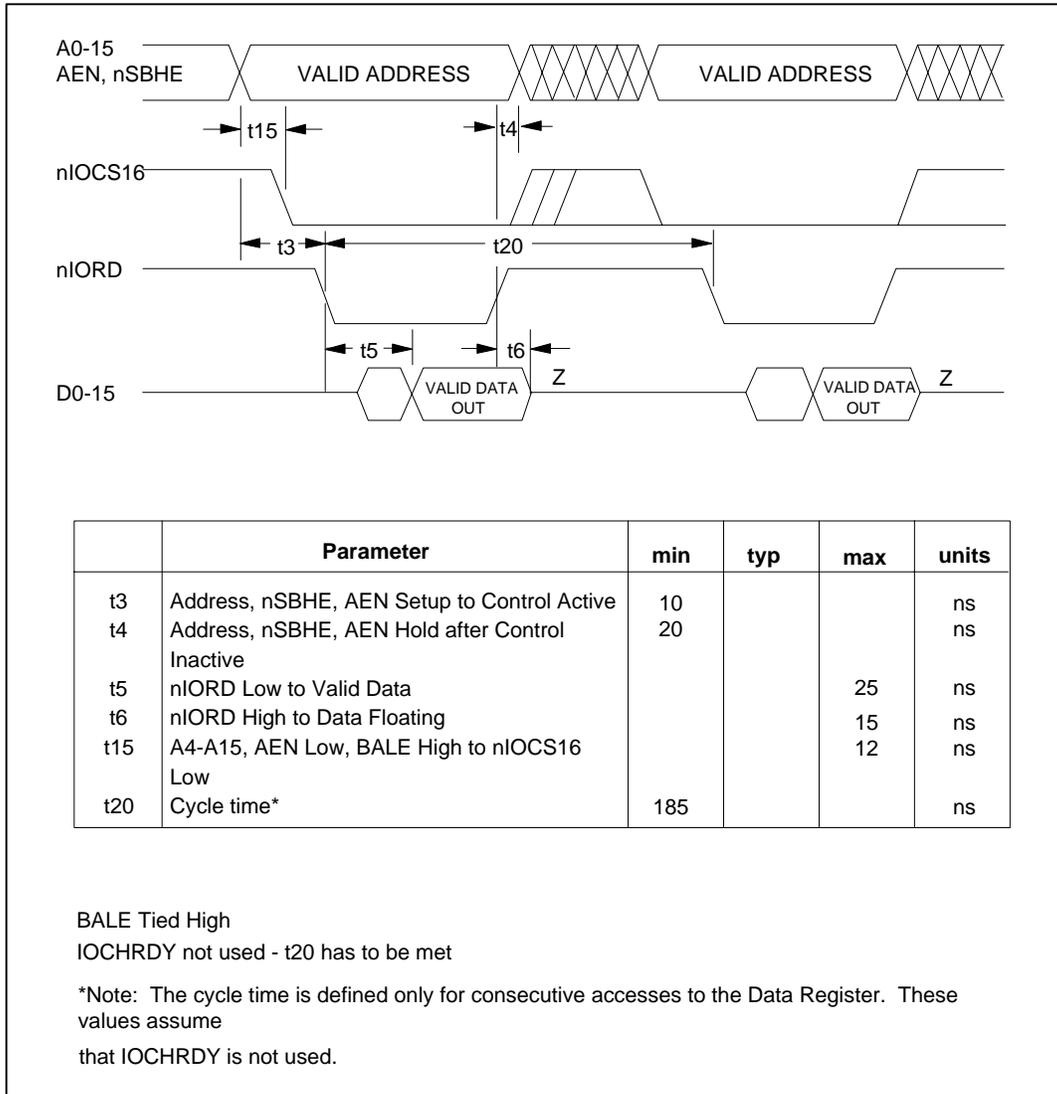 A0-15
AEN, nSBHE
VALID ADDRESS
VALID ADDRESS
t15
t4
nIOCS16
t3
t20
nIORD
t5
t6
D0-15
VALID DATA
OUT
Z
VALID DATA
OUT
Z
Parameter min typ max units
t3 Address, nSBHE, AEN Setup to Control Active 10 ns
t4 Address, nSBHE, AEN Hold after Control 20 ns
Inactive
t5 nIORD Low to Valid Data 25 ns
t6 nIORD High to Data Floating 15 ns
t15 A4-A15, AEN Low, BALE High to nIOCS16 12 ns
Low
t20 Cycle time* 185 ns
BALE Tied High
IOCHRDY not used - t20 has to be met
*Note: The cycle time is defined only for consecutive accesses to the Data Register. These
values assume
that IOCHRDY is not used.